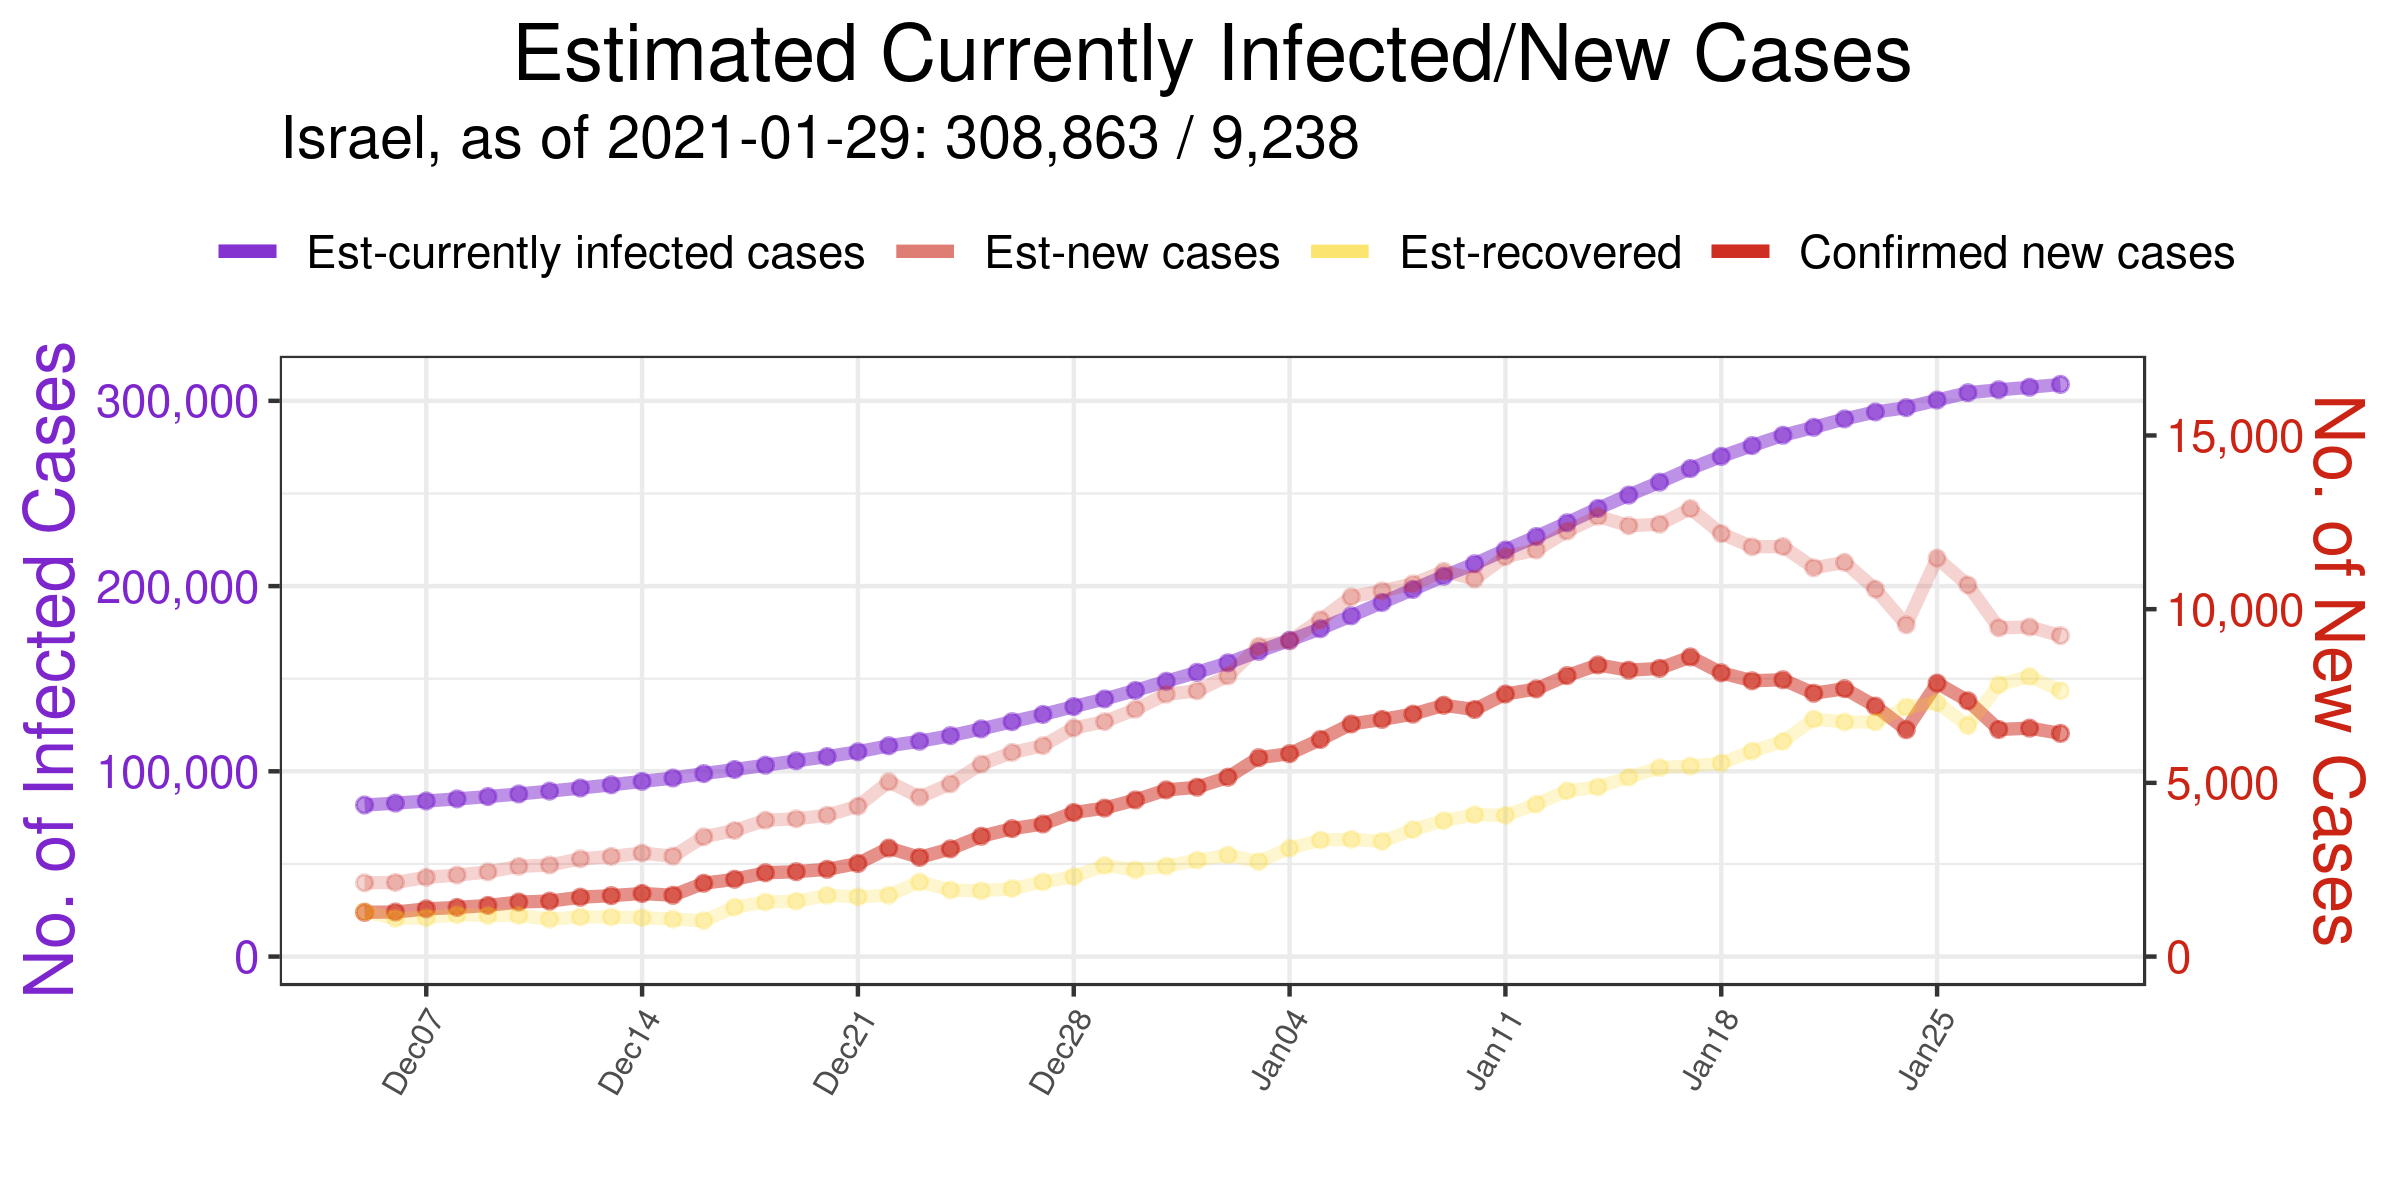 Estimated Currently Infected/New Cases
Israel, as of 2021-01-29: 308,863 / 9,238
Est-currently infected cases Est-new cases Est-recovered Confirmed new cases
No. of Infected Cases
300,000
200,000
100,000
0
15,000
10,000
5,000
0
No. of New Cases
Dec07 Dec14 Dec21 Dec28 Jan04 Jan11 Jan18 Jan25